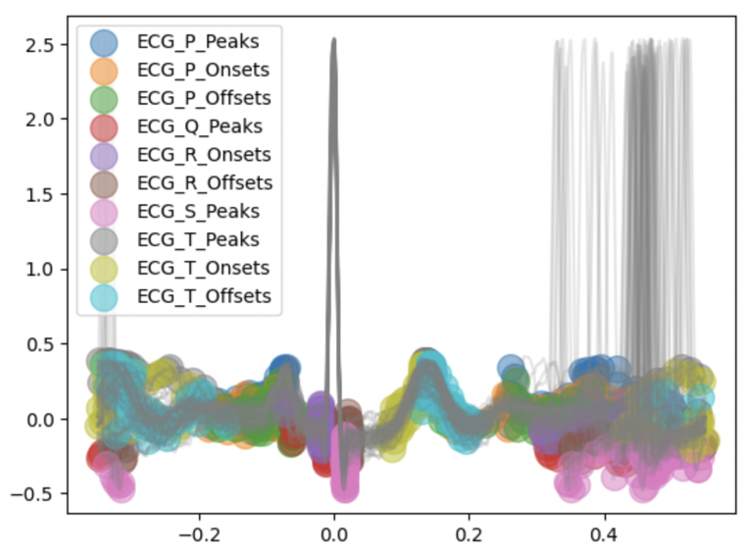 2.5
2.0
1.5
1.0
0.5
0.0
−0.5
ECG_P_Peaks
ECG_P_Onsets
ECG_P_Offsets
ECG_Q_Peaks
ECG_R_Onsets
ECG_R_Offsets
ECG_S_Peaks
ECG_T_Peaks
ECG_T_Onsets
ECG_T_Offsets
−0.2 0.0 0.2 0.4